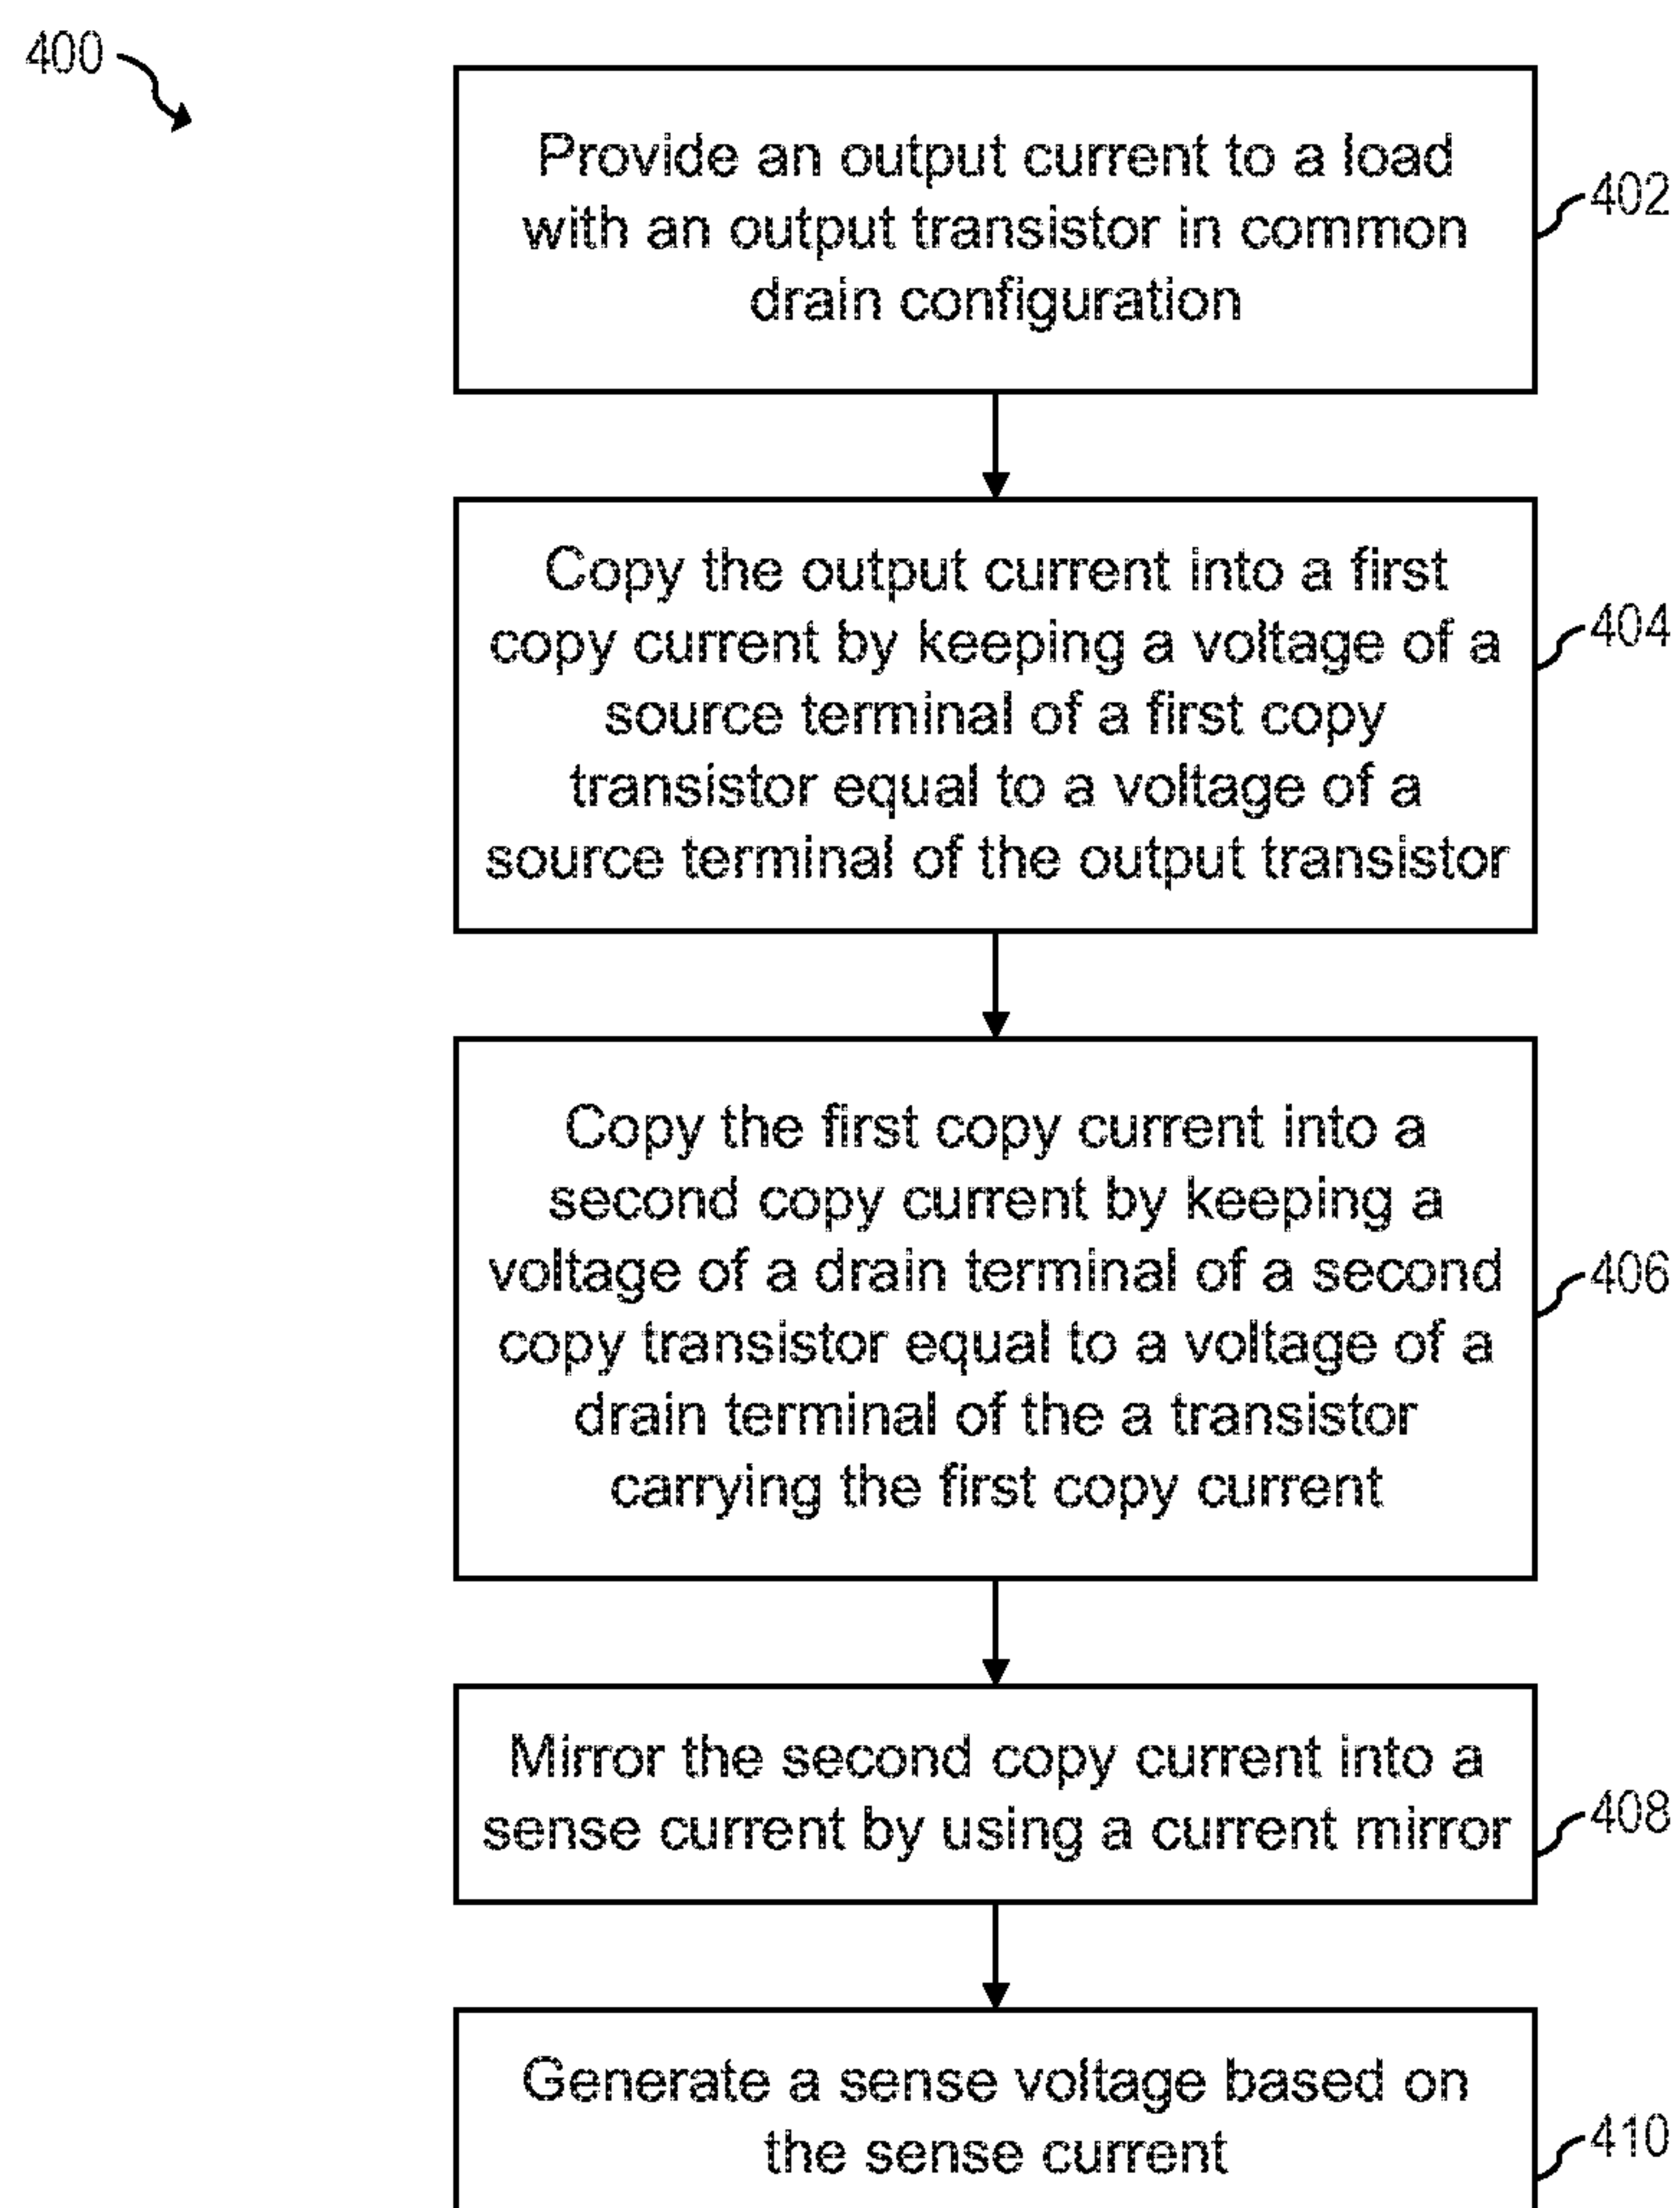 400
Provide an output current to a load
with an output transistor in common
drain configuration
402
Copy the output current into a first
copy current by keeping a voltage of a
source terminal of a first copy
transistor equal to a voltage of a
source terminal of the output transistor
404
Copy the first copy current into a
second copy current by keeping a
voltage of a drain terminal of a second
copy transistor equal to a voltage of a
drain terminal of the a transistor
carrying the first copy current
406
Mirror the second copy current into a
sense current by using a current mirror
408
Generate a sense voltage based on
the sense current
410